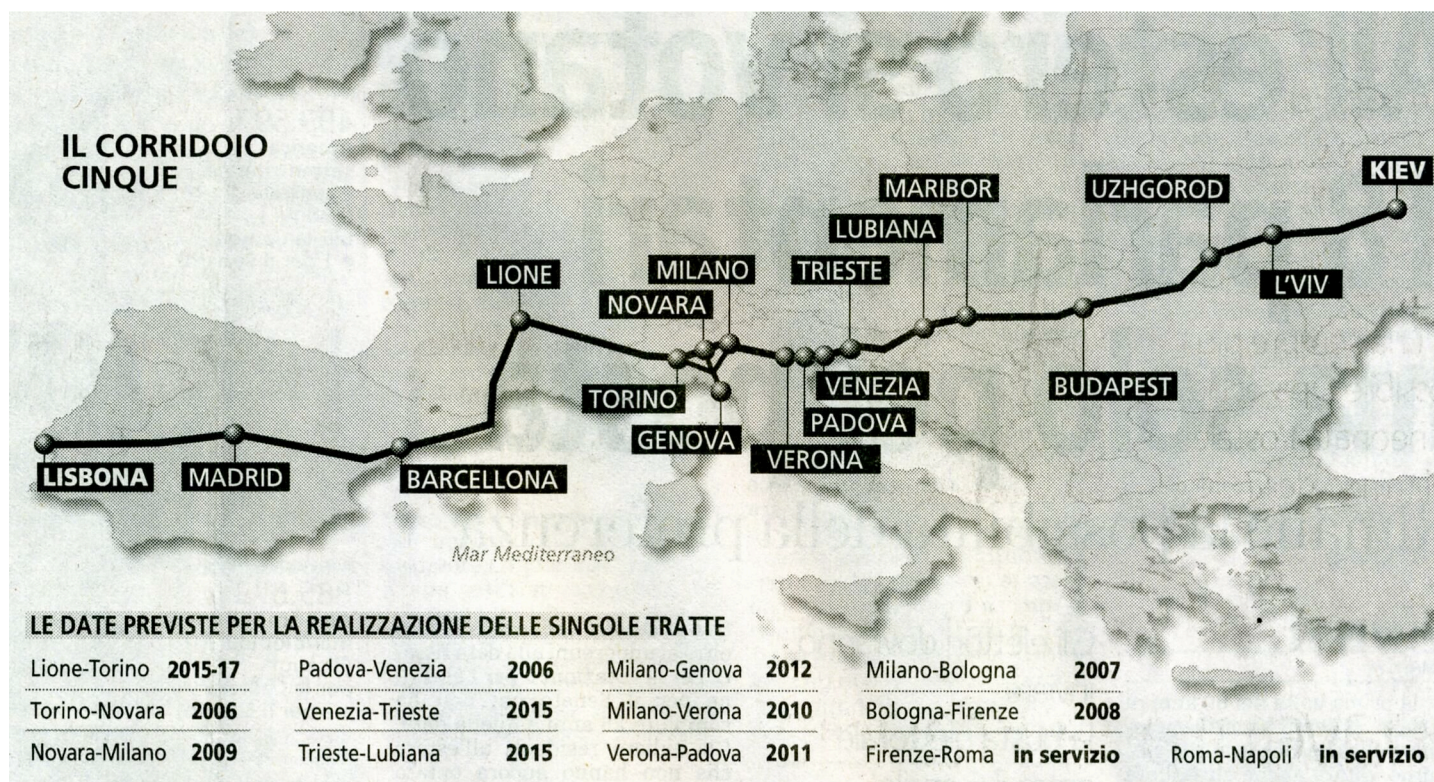 IL CORRIDOIO
CINQUE
KIEV
MARIBOR
UZHGOROD
LUBIANA
LIONE
MILANO
TRIESTE
L'VIV
NOVARA
TORINO
VENEZIA
BUDAPEST
GENOVA
PADOVA
VERONA
LISBONA
MADRID
BARCELLONA
Mar Mediterraneo
LE DATE PREVISTE PER LA REALIZZAZIONE DELLE SINGOLE TRATTE
Lione-Torino 2015-17
Torino-Novara 2006
Novara-Milano 2009
Padova-Venezia 2006
Venezia-Trieste 2015
Trieste-Lubiana 2015
Milano-Genova 2012
Milano-Verona 2010
Verona-Padova 2011
Milano-Bologna 2007
Bologna-Firenze 2008
Firenze-Roma in servizio
Roma-Napoli in servizio